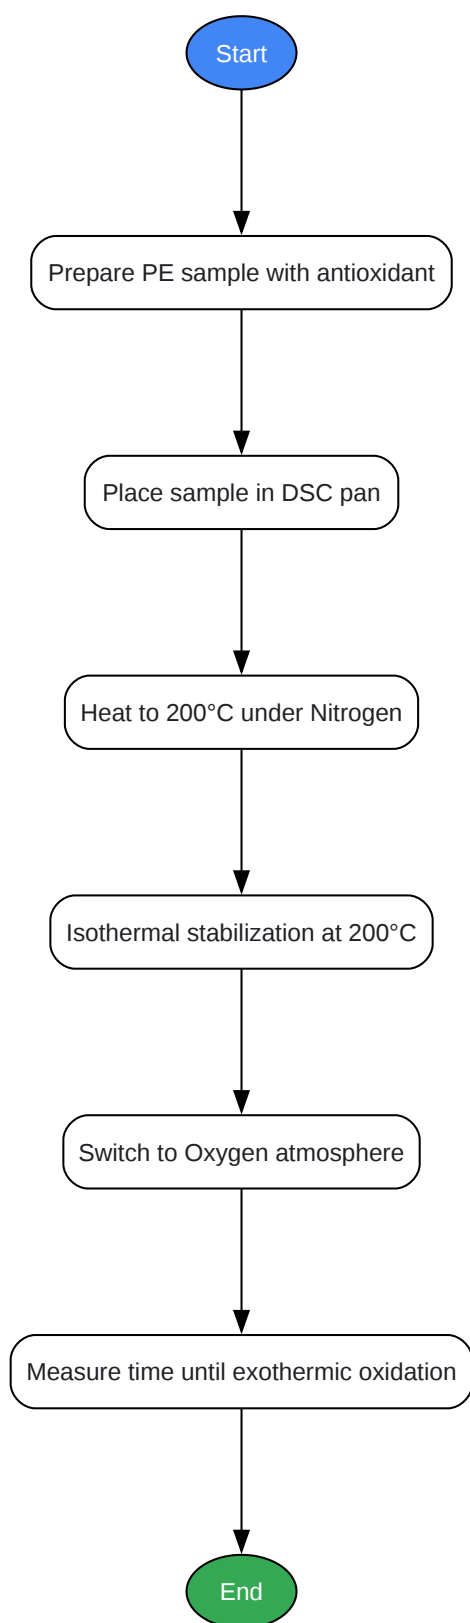 Start
Prepare PE sample with antioxidant
Place sample in DSC pan
Heat to 200°C under Nitrogen
Isothermal stabilization at 200°C
Switch to Oxygen atmosphere
Measure time until exothermic oxidation
End